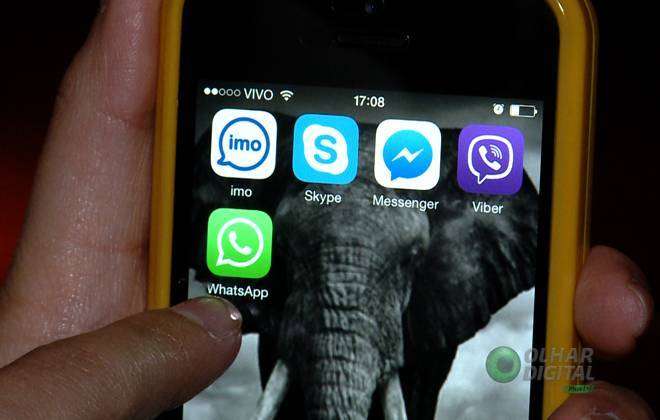 VIVO 17:08
imo
imo Skype Messenger Viber
WhatsApp
OLHAR
DIGITAL